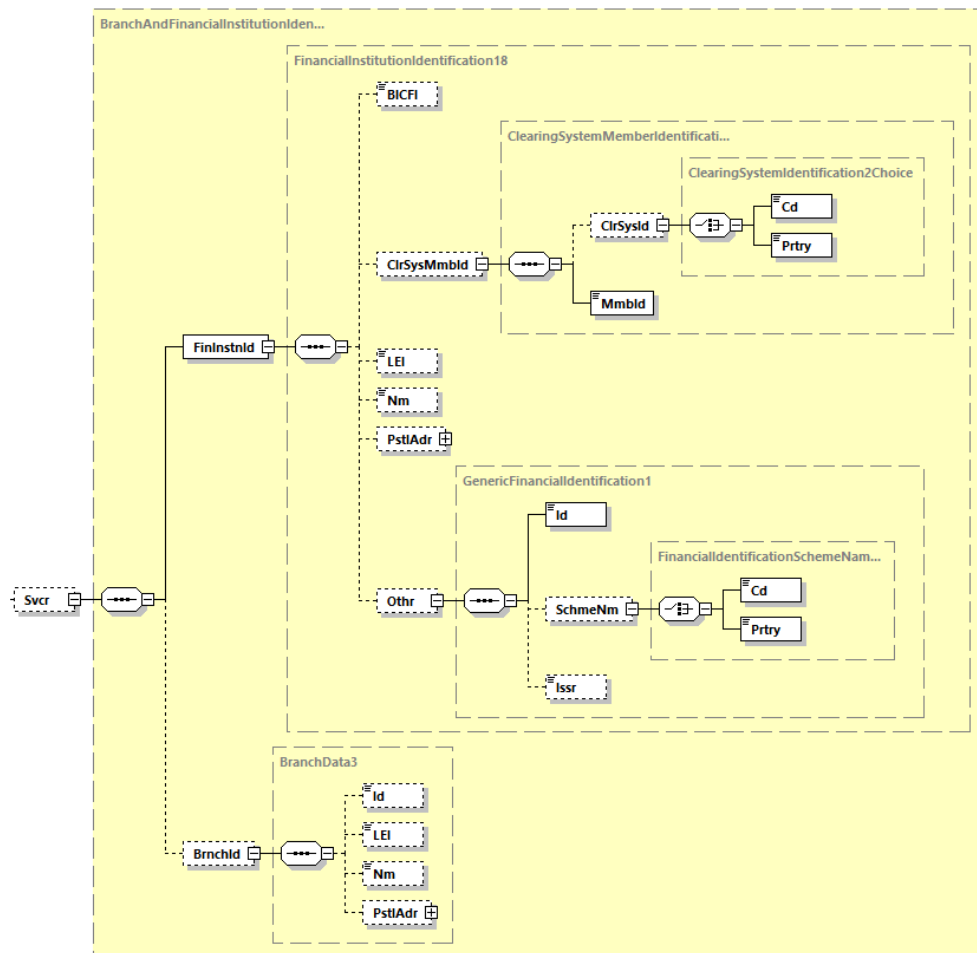 BranchAndFinancialInstitutionIden...
FinancialInstitutionIdentification18
BICFI
ClearingSystemMemberIdentificati...
ClearingSystemIdentification2Choice
Cd
ClrSysId
Prtry
ClrSysMmbId
MmbId
FinInstnId
LEI
Nm
PstlAdr
GenericFinancialIdentification1
Id
FinancialIdentificationSchemeNam...
Cd
Svcr
Othr
SchmeNm
Prtry
Issr
BranchData3
Id
LEI
BrnchId
Nm
PstlAdr